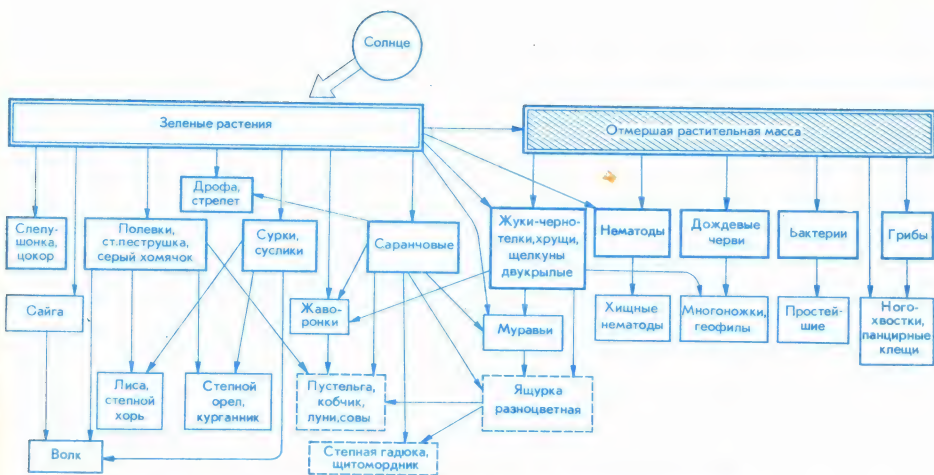 Солнце
Зеленые растения
Отмершая растительная масса
Дрофа,
стрепет
Слепу-
шонка,
цокор
Полевки,
ст.пеструшка,
серый хомячок
Сурки,
суслики
Саранчовые
Жуки-черно-
телки,хрущи,
щелкуны
двукрылые
Нематоды
Дождевые
черви
Бактерии
Грибы
Сайга
Жаво-
ронки
Муравьи
Хищные
нематоды
Многоножки,
геофилы
Простей-
шие
Ного-
хвостки,
панцирные
клещи
Лиса,
степной
хорь
Степной
орел,
курганник
Пустельга,
кобчик,
луни,совы
Ящурка
разноцветная
Волк
Степная гадюка,
щитомордник